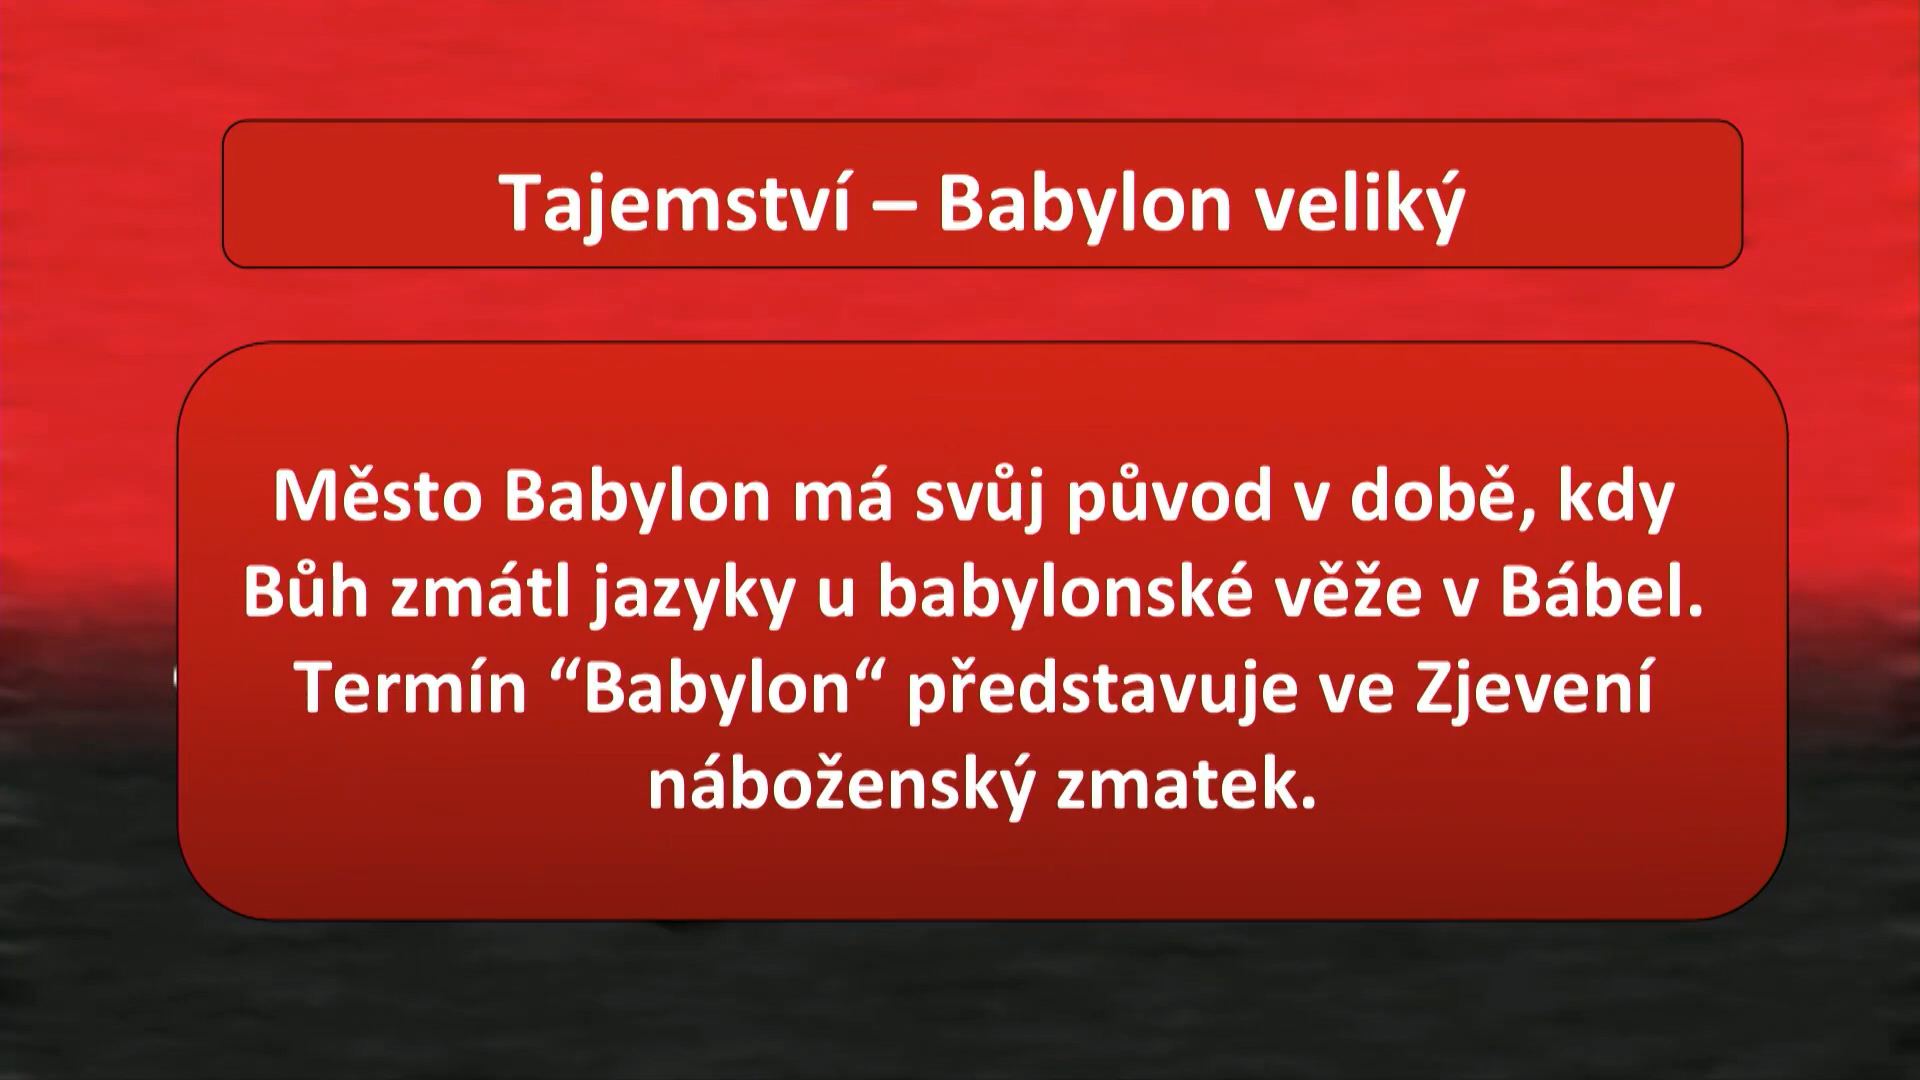 Tajemství – Babylon veliký
Město Babylon má svůj původ v době, kdy
Bůh zmátl jazyky u babylonské věže v Bábel.
Termín “Babylon“ představuje ve Zjevení
náboženský zmatek.